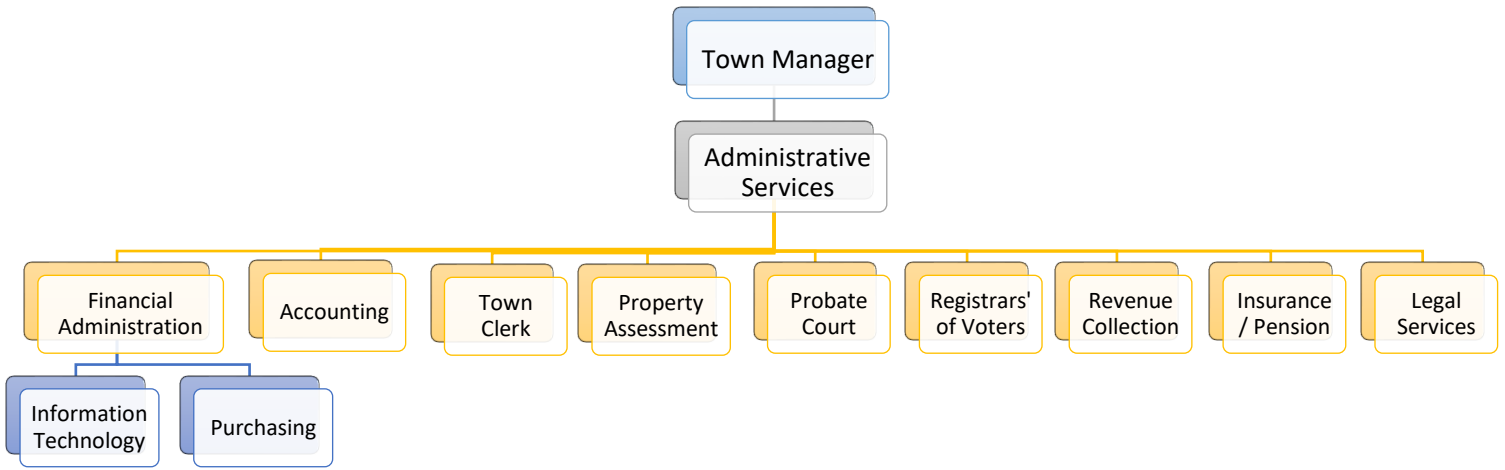 Town Manager
Administrative
Services
Financial
Administration
Accounting
Town
Clerk
Property
Assessment
Probate
Court
Registrars'
of Voters
Revenue
Collection
Insurance
/ Pension
Legal
Services
Information
Technology
Purchasing